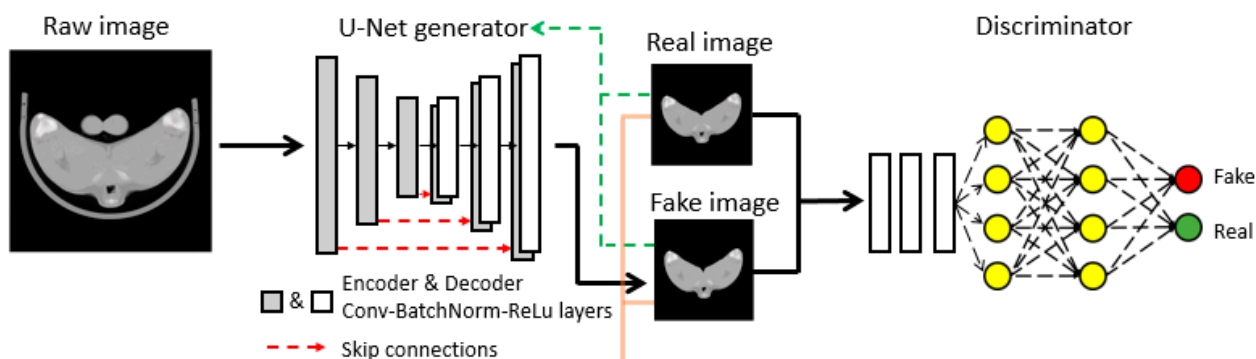 Raw image
U-Net generator
Real image
Discriminator
Fake image
Fake
Real
& Encoder & Decoder
Conv-BatchNorm-ReLu layers
Skip connections